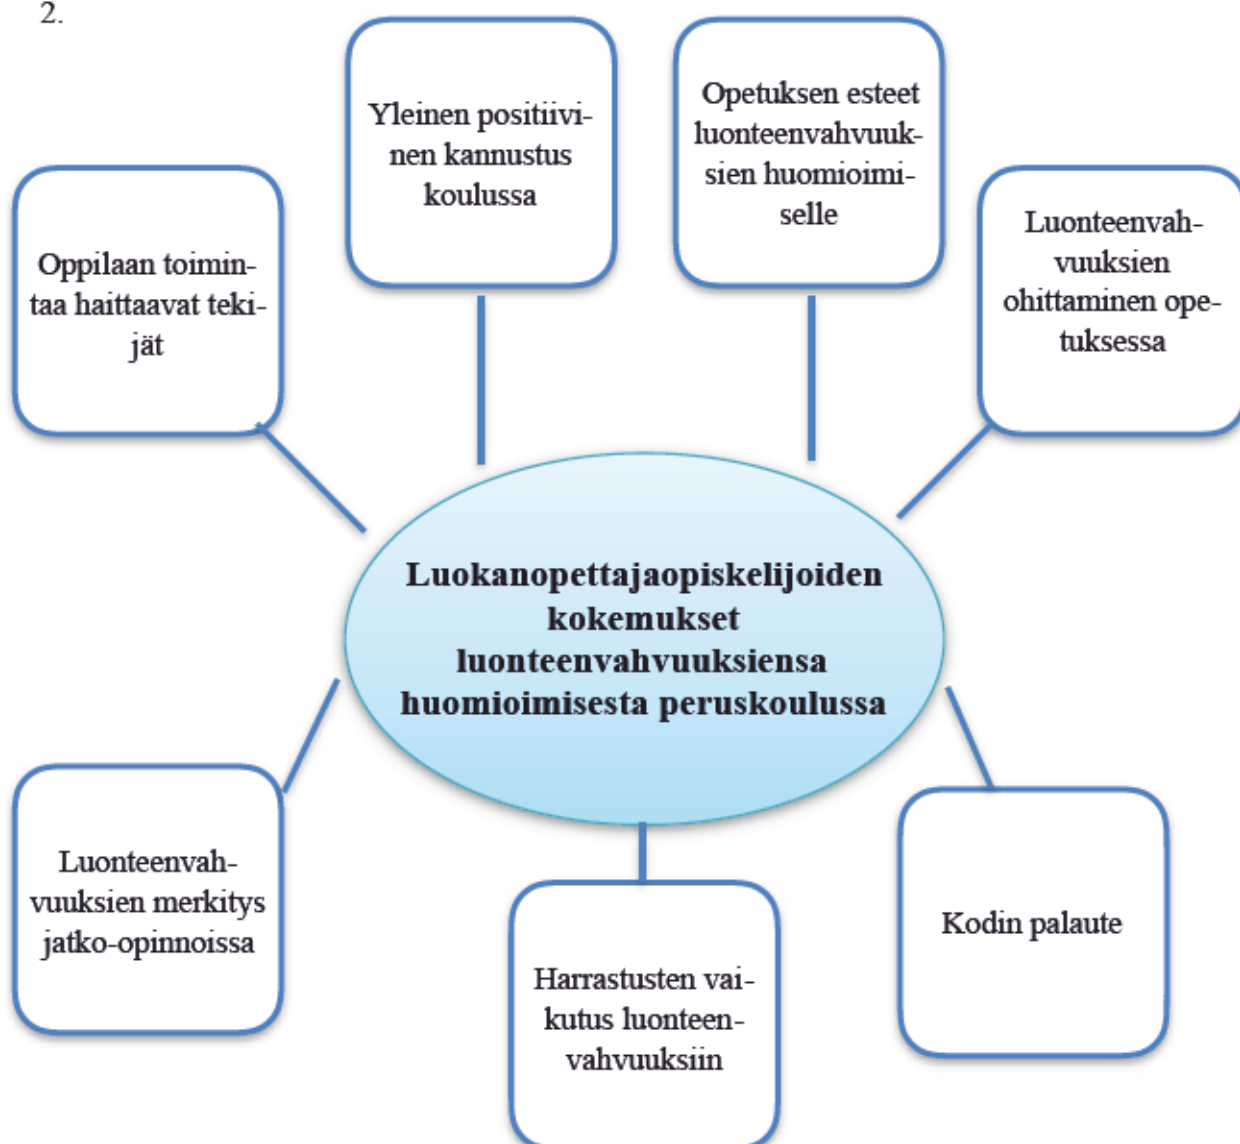 2.
Yleinen positiivi-
nen kannustus
koulussa
Opetuksen esteet
luonteenvahvuuk-
sien huomioimi-
selle
Oppilaan toimin-
taa haittaavat teki-
jät
Luonteenvah-
vuuksien
ohittaminen ope-
tuksessa
Luokanopettajaopiskelijoiden
kokemukset
luonteenvahvuuksiensa
huomioimisesta peruskoulussa
Luonteenvah-
vuuksien merkitys
jatko-opinnoissa
Harrastusten vai-
kutus luonteen-
vahvuuksiin
Kodin palaute